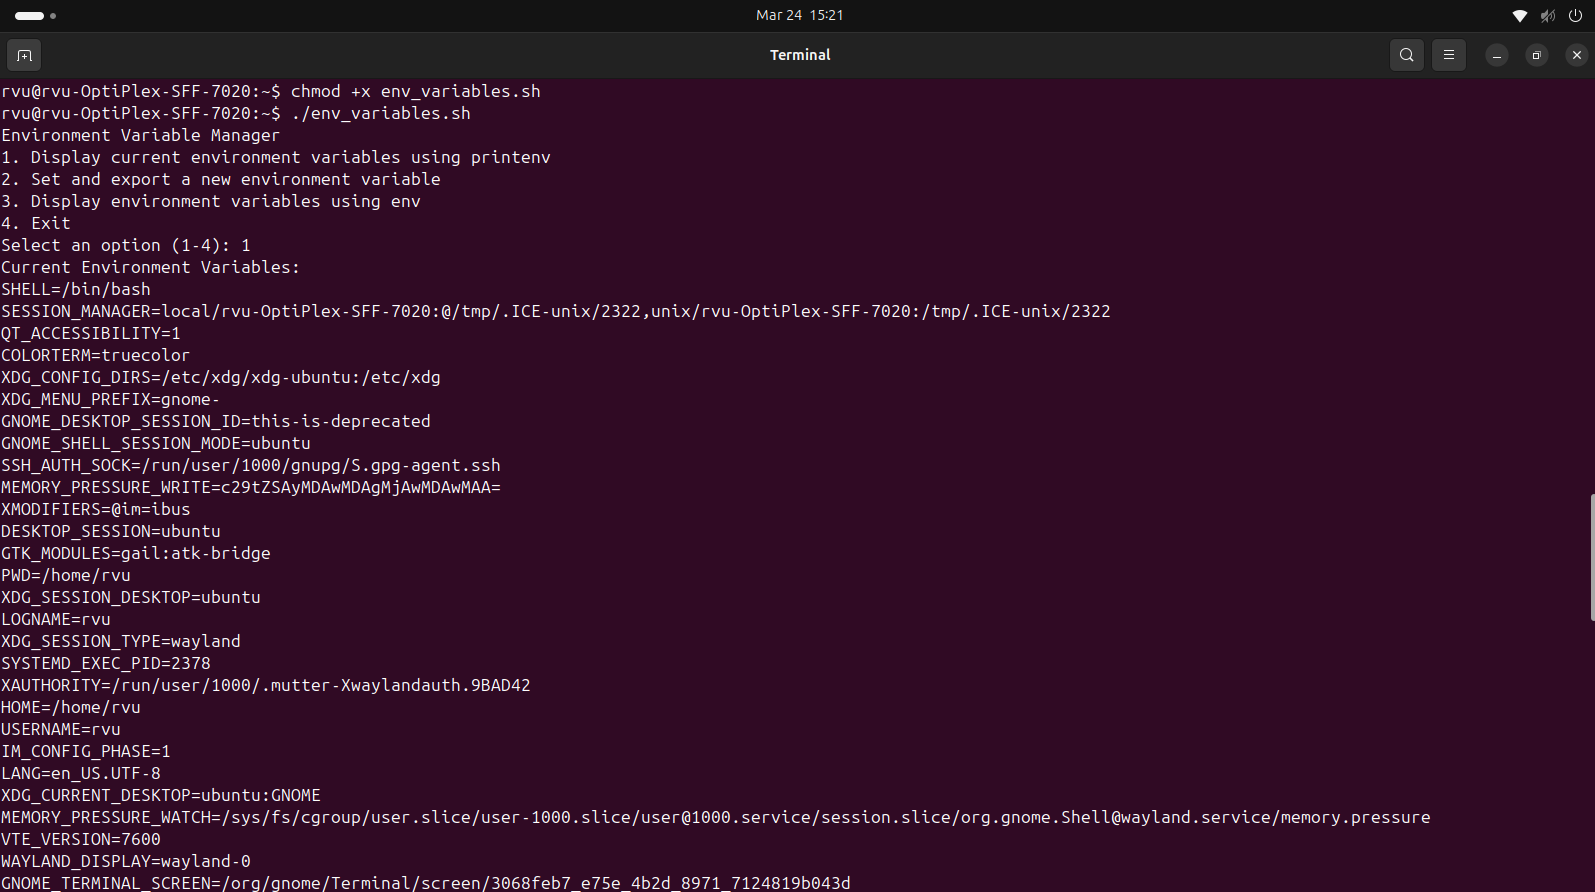 Mar 24 15:21
Terminal
rvu@rvu-OptiPlex-SFF-7020:~$ chmod +x env_variables.sh
rvu@rvu-OptiPlex-SFF-7020:~$ ./env_variables.sh
Environment Variable Manager
1. Display current environment variables using printenv
2. Set and export a new environment variable
3. Display environment variables using env
4. Exit
Select an option (1-4): 1
Current Environment Variables:
SHELL=/bin/bash
SESSION_MANAGER=local/rvu-OptiPlex-SFF-7020:@/tmp/.ICE-unix/2322,unix/rvu-OptiPlex-SFF-7020:/tmp/.ICE-unix/2322
QT_ACCESSIBILITY=1
COLORTERM=truecolor
XDG_CONFIG_DIRS=/etc/xdg/xdg-ubuntu:/etc/xdg
XDG_MENU_PREFIX=gnome-
GNOME_DESKTOP_SESSION_ID=this-is-deprecated
GNOME_SHELL_SESSION_MODE=ubuntu
SSH_AUTH_SOCK=/run/user/1000/gnupg/S.gpg-agent.ssh
MEMORY_PRESSURE_WRITE=c29tZSAyMDAwMDAgMjAwMDAwMAA=
XMODIFIERS=@im=ibus
DESKTOP_SESSION=ubuntu
GTK_MODULES=gail:atk-bridge
PWD=/home/rvu
XDG_SESSION_DESKTOP=ubuntu
LOGNAME=rvu
XDG_SESSION_TYPE=wayland
SYSTEMD_EXEC_PID=2378
XAUTHORITY=/run/user/1000/.mutter-Xwaylandauth.9BAD42
HOME=/home/rvu
USERNAME=rvu
IM_CONFIG_PHASE=1
LANG=en_US.UTF-8
XDG_CURRENT_DESKTOP=ubuntu:GNOME
MEMORY_PRESSURE_WATCH=/sys/fs/cgroup/user.slice/user-1000.slice/user@1000.service/session.slice/org.gnome.Shell@wayland.service/memory.pressure
VTE_VERSION=7600
WAYLAND_DISPLAY=wayland-0
GNOME_TERMINAL_SCREEN=/org/gnome/Terminal/screen/3068feb7_e75e_4b2d_8971_7124819b043d